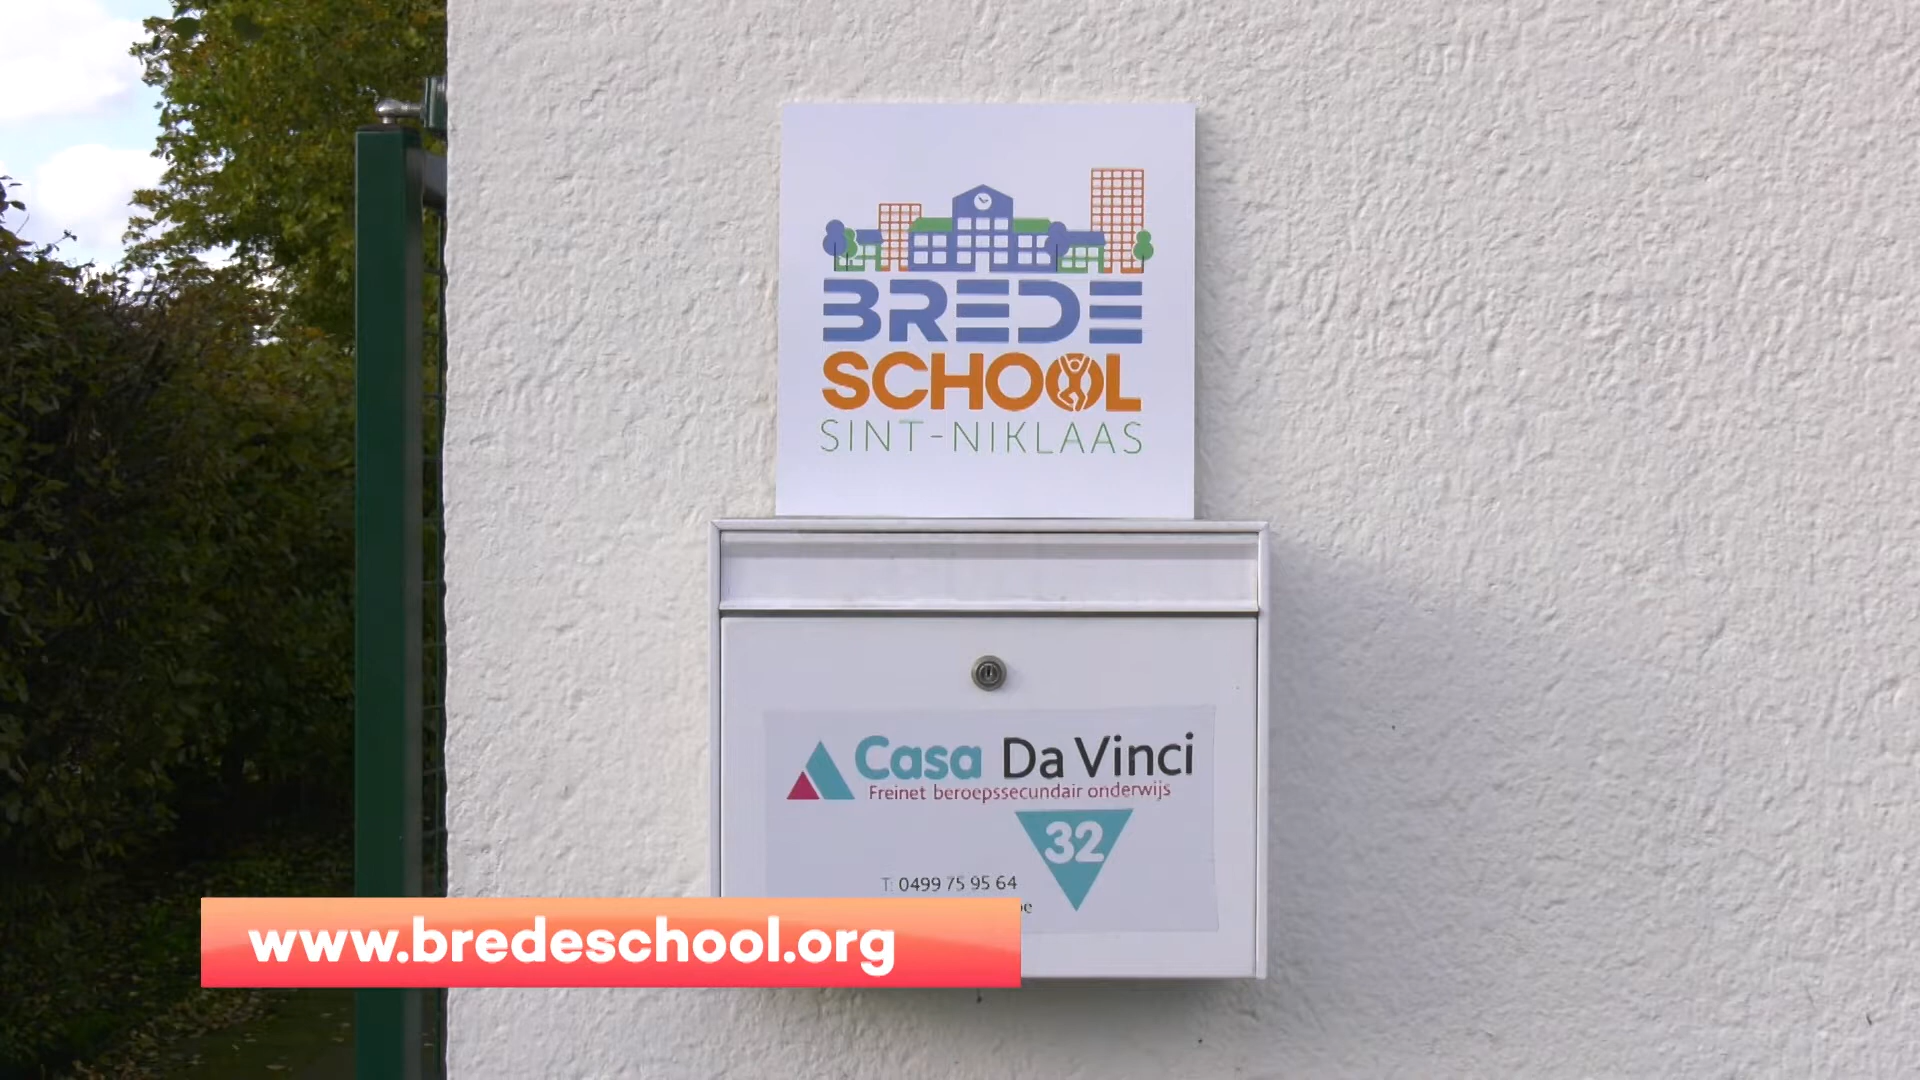 BREDE
SCHOOL
SINT-NIKLAAS
Casa Da Vinci
Freinet beroepssecundair onderwijs
32
T: 0499 75 95 64
www.bredeschool.org